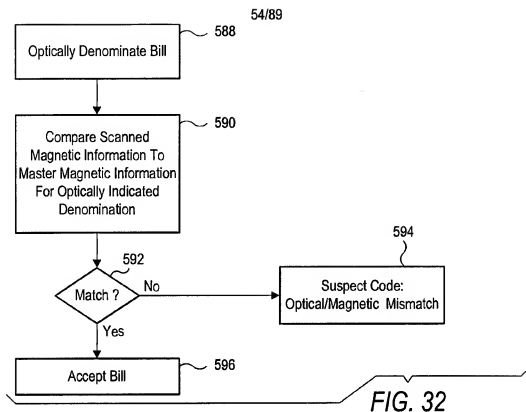 54/89
588
Optically Denominate Bill
590
Compare Scanned
Magnetic Information To
Master Magnetic Information
For Optically Indicated
Denomination
592
Match ?
No
594
Suspect Code:
Optical/Magnetic Mismatch
Yes
596
Accept Bill
FIG. 32